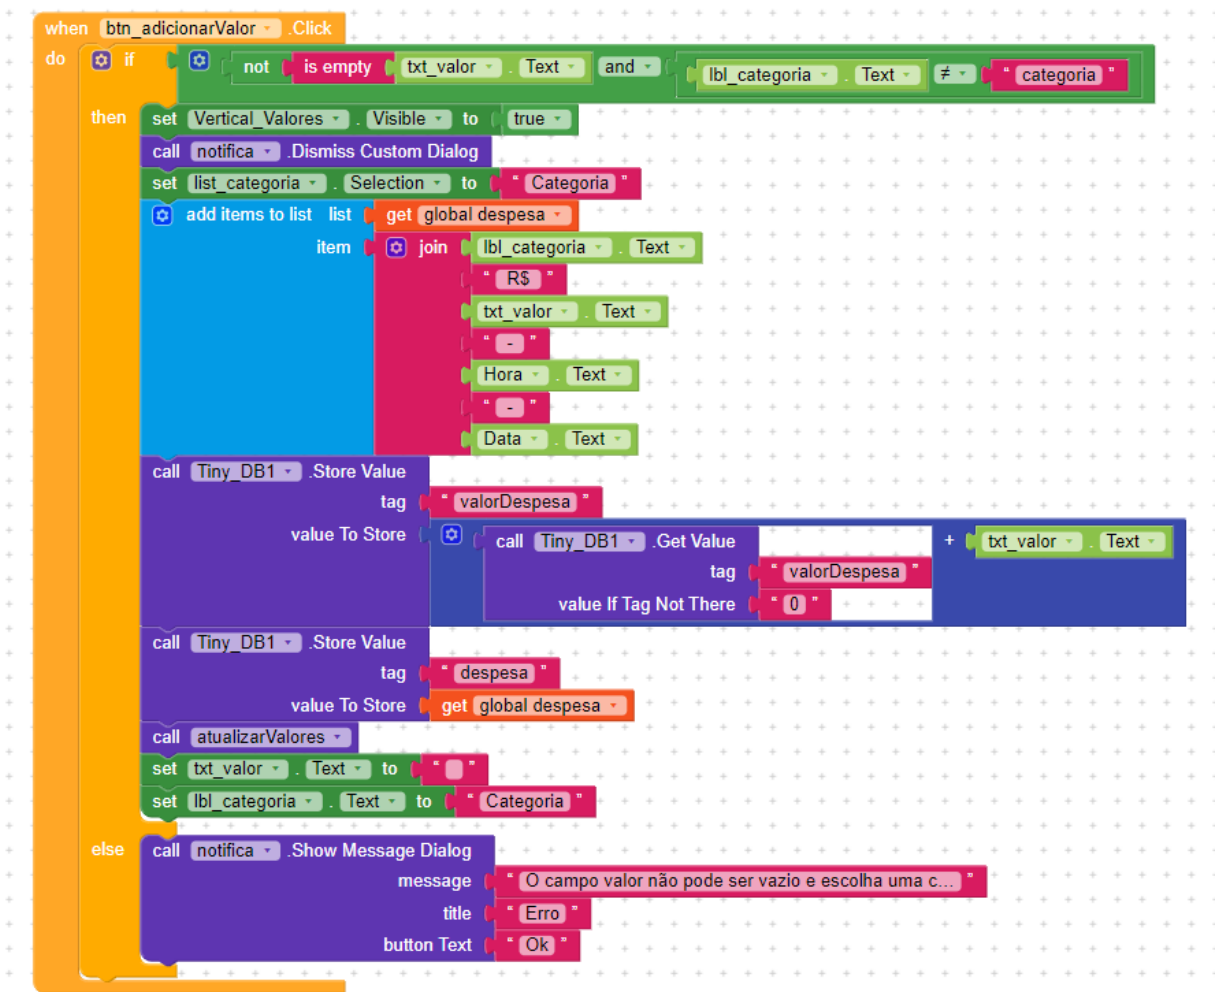 when btn_adicionarValor .Click
do if not is empty txt_valor . Text and lbl_categoria . Text ≠ " categoria "
then set Vertical_Valores . Visible to true
call notifica .Dismiss Custom Dialog
set list_categoria . Selection to " Categoria "
add items to list list get global despesa
item join lbl_categoria . Text
" R$ "
txt_valor . Text
" - "
Hora . Text
" - "
Data . Text
call Tiny_DB1 .Store Value
tag " valorDespesa "
value To Store call Tiny_DB1 .Get Value + txt_valor . Text
tag " valorDespesa "
value If Tag Not There " 0 "
call Tiny_DB1 .Store Value
tag " despesa "
value To Store get global despesa
call atualizarValores
set txt_valor . Text to " "
set lbl_categoria . Text to " Categoria "
else call notifica .Show Message Dialog
message " O campo valor não pode ser vazio e escolha uma c... "
title " Erro "
button Text " Ok "